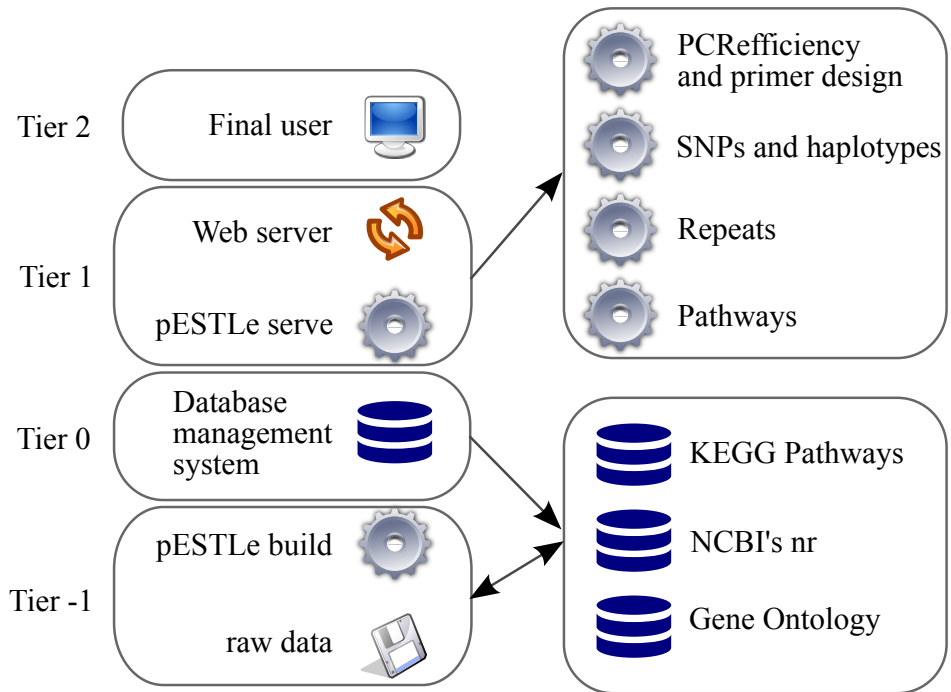 Tier 2
Final user
Tier 1
Web server
pESTLe serve
Tier 0
Database
management
system
Tier -1
pESTLe build
raw data
PCRefficiency
and primer design
SNPs and haplotypes
Repeats
Pathways
KEGG Pathways
NCBI's nr
Gene Ontology